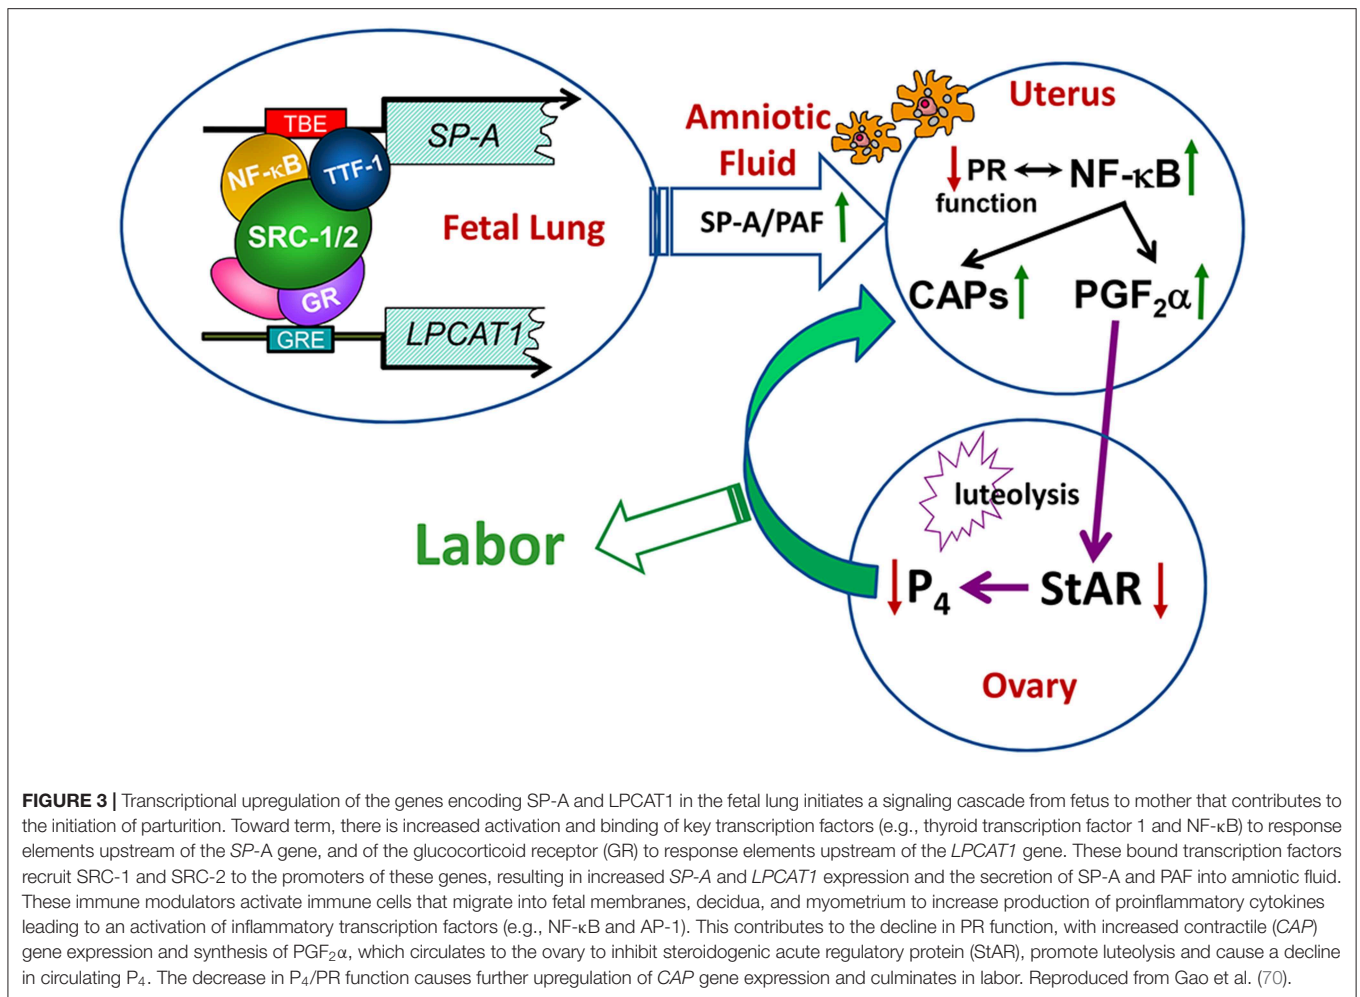 TBE
SP-A
NF-κB
TTF-1
SRC-1/2
Fetal Lung
GR
GRE
LPCAT1
Amniotic
Fluid
SP-A/PAF
Uterus
PR ↔ NF-κB
function
CAPs
PGF₂α
luteolysis
P₄
StAR
Ovary
Labor
FIGURE 3 | Transcriptional upregulation of the genes encoding SP-A and LPCAT1 in the fetal lung initiates a signaling cascade from fetus to mother that contributes to
the initiation of parturition. Toward term, there is increased activation and binding of key transcription factors (e.g., thyroid transcription factor 1 and NF-κB) to response
elements upstream of the SP-A gene, and of the glucocorticoid receptor (GR) to response elements upstream of the LPCAT1 gene. These bound transcription factors
recruit SRC-1 and SRC-2 to the promoters of these genes, resulting in increased SP-A and LPCAT1 expression and the secretion of SP-A and PAF into amniotic fluid.
These immune modulators activate immune cells that migrate into fetal membranes, decidua, and myometrium to increase production of proinflammatory cytokines
leading to an activation of inflammatory transcription factors (e.g., NF-κB and AP-1). This contributes to the decline in PR function, with increased contractile (CAP)
gene expression and synthesis of PGF₂α, which circulates to the ovary to inhibit steroidogenic acute regulatory protein (StAR), promote luteolysis and cause a decline
in circulating P₄. The decrease in P₄/PR function causes further upregulation of CAP gene expression and culminates in labor. Reproduced from Gao et al. (70).